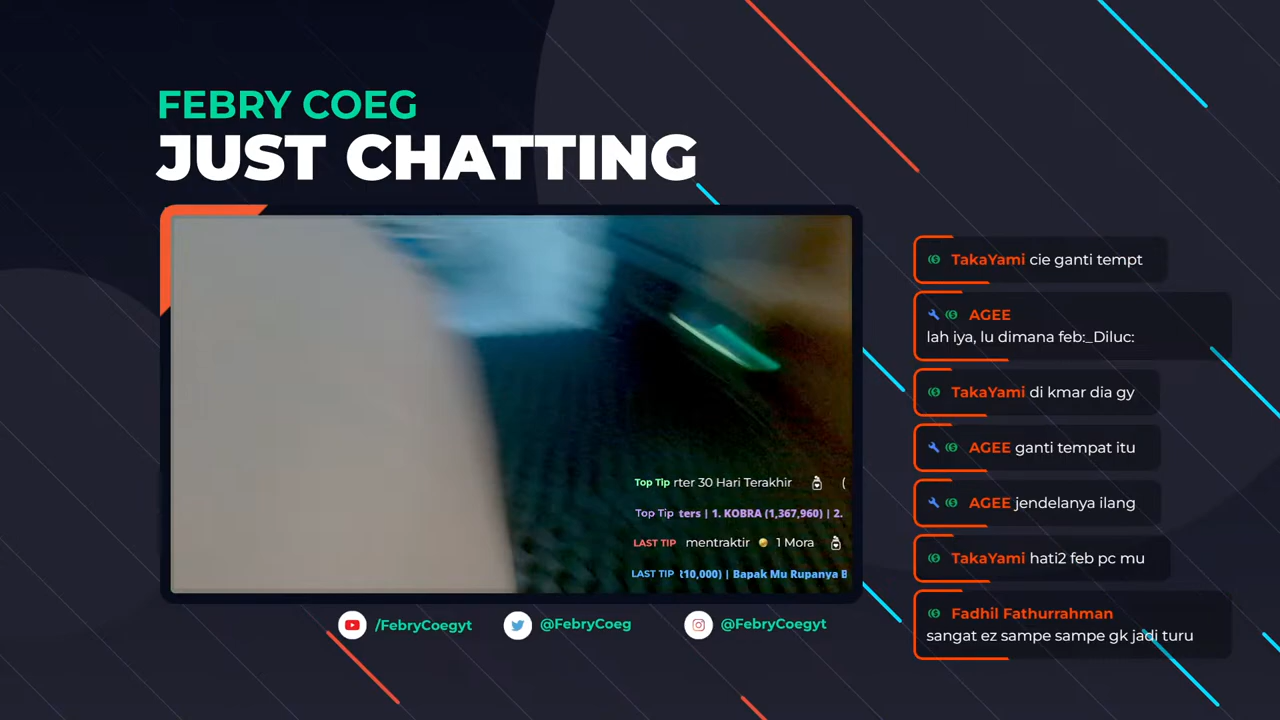 FEBRY COEG
JUST CHATTING
TakaYami cie ganti tempt
AGEE
lah iya, lu dimana feb:_Diluc:
TakaYami di kmar dia gy
AGEE ganti tempat itu
AGEE jendelanya ilang
TakaYami hati2 feb pc mu
Fadhil Fathurrahman
sangat ez sampe sampe gk jadi turu
Top Tip rter 30 Hari Terakhir (
Top Tip ters | 1. KOBRA (1,367,960) | 2.
LAST TIP mentraktir 1 Mora
LAST TIP 10,000) | Bapak Mu Rupanya B
/FebryCoegyt @FebryCoeg @FebryCoegyt